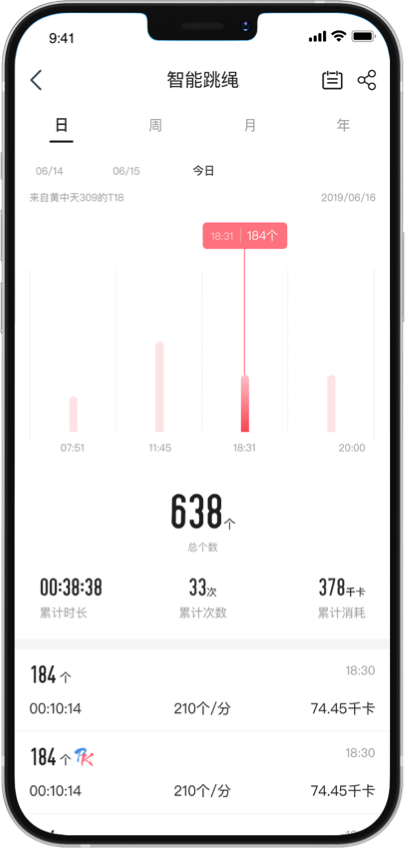 9:41
智能跳绳
日 周 月 年
06/14 06/15 今日
来自黄中天309的T18 2019/06/16
18:31 184个
07:51 11:45 18:31 20:00
638个
总个数
00:38:38 33次 378千卡
累计时长 累计次数 累计消耗
184个 18:30
00:10:14 210个/分 74.45千卡
184个 PK 18:30
00:10:14 210个/分 74.45千卡